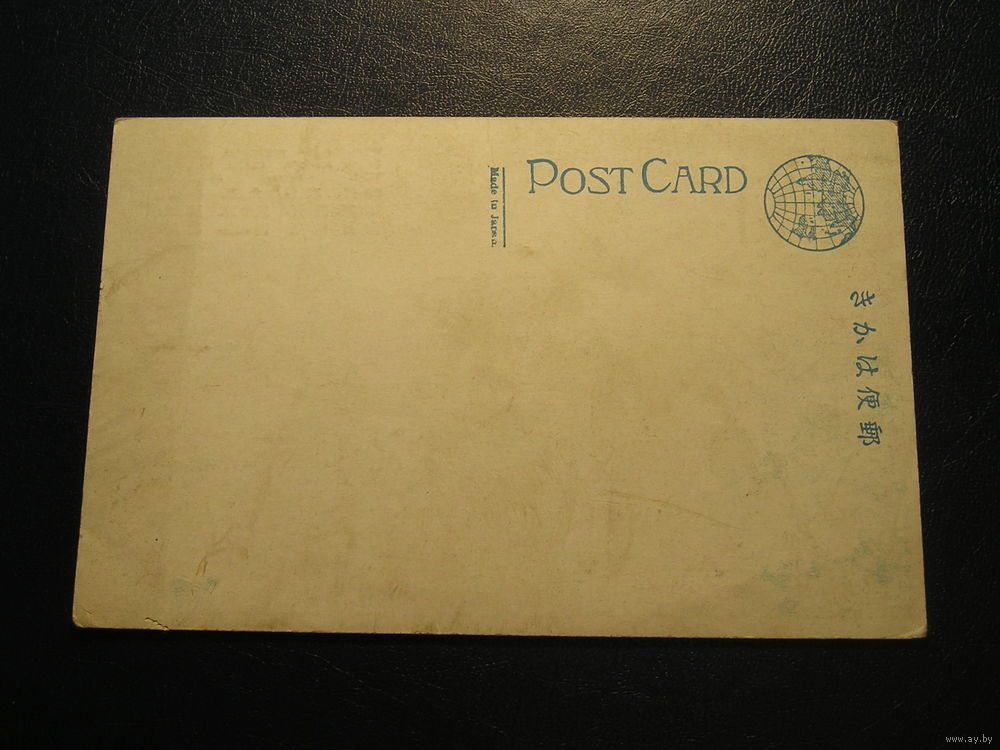 POST CARD
Made in Japan.
きかは便郵
www.ay.by